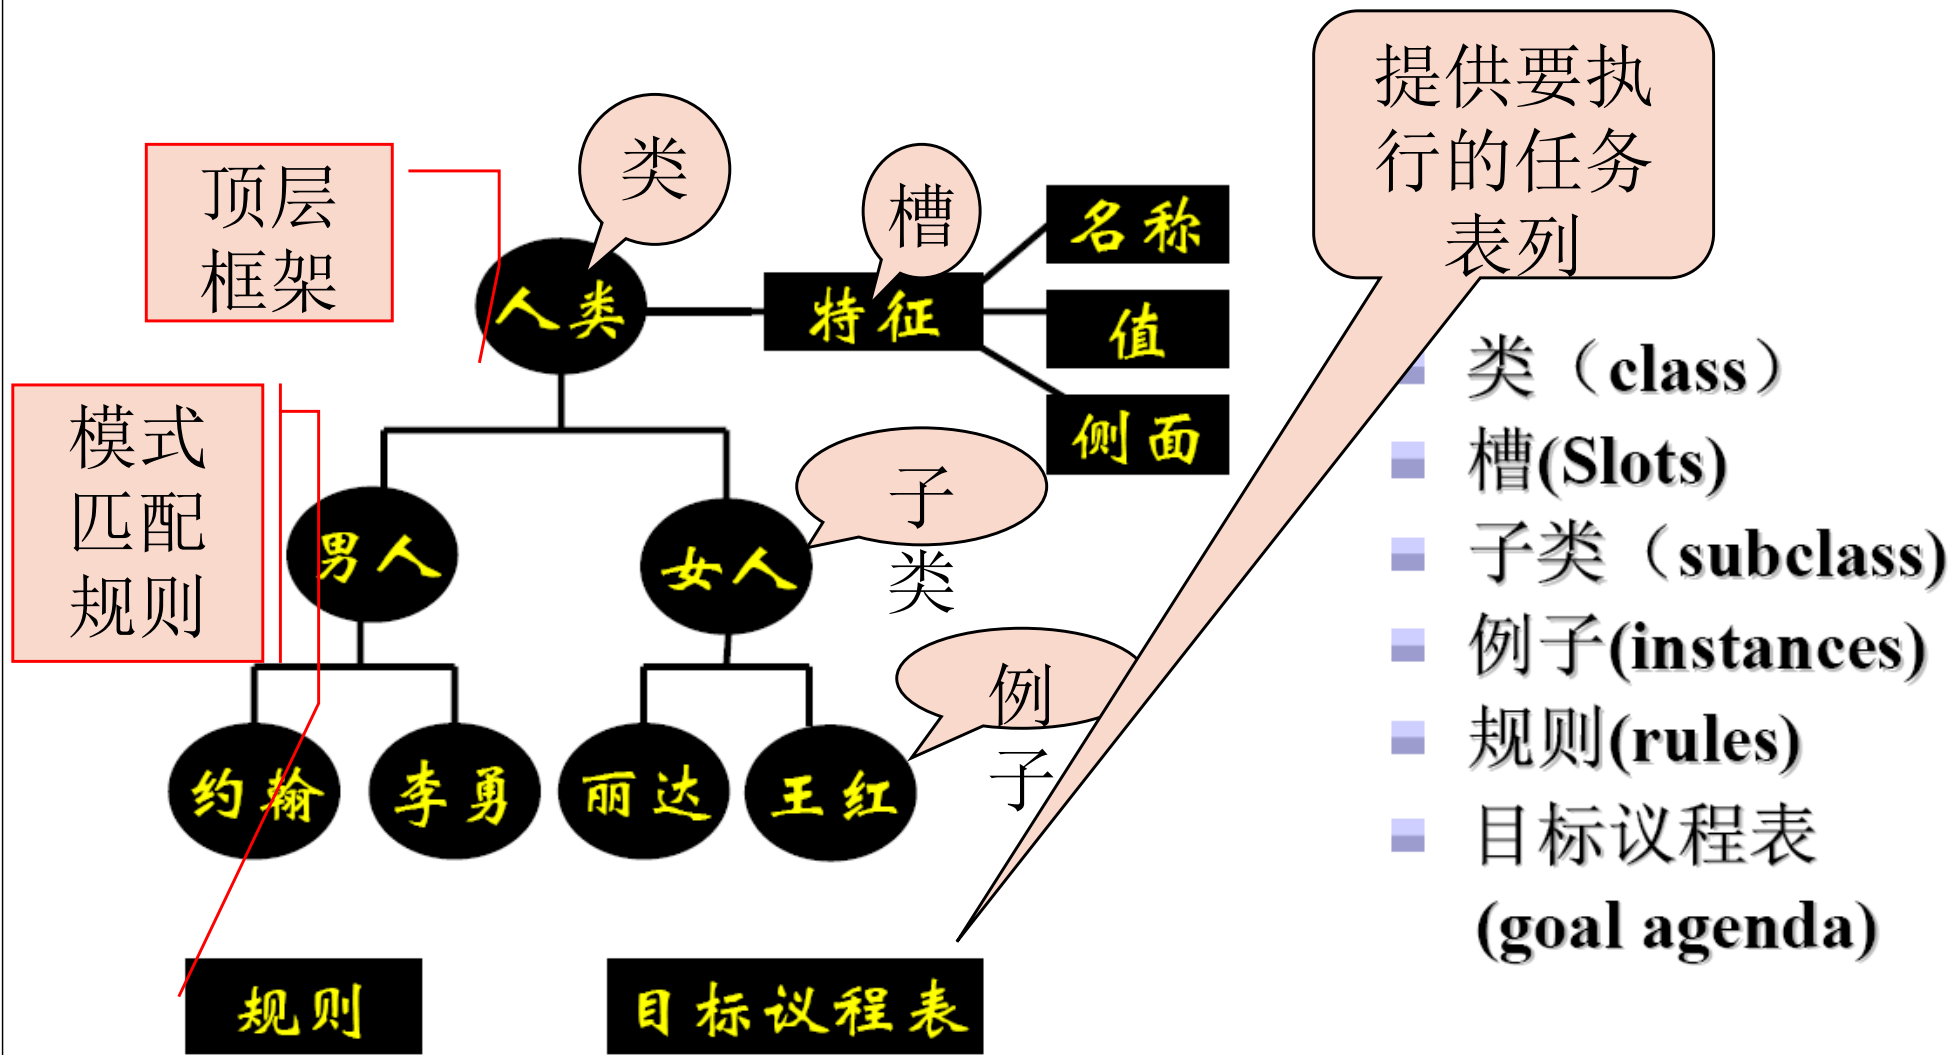 提供要执
行的任务
表列
类
顶层
框架
槽
名称
人类
特征
值
侧面
类（class）
槽(Slots)
子类（subclass)
例子(instances)
规则(rules)
目标议程表
(goal agenda)
模式
匹配
规则
子
类
男人
女人
例
子
约翰
李勇
丽达
王红
规则
目标议程表